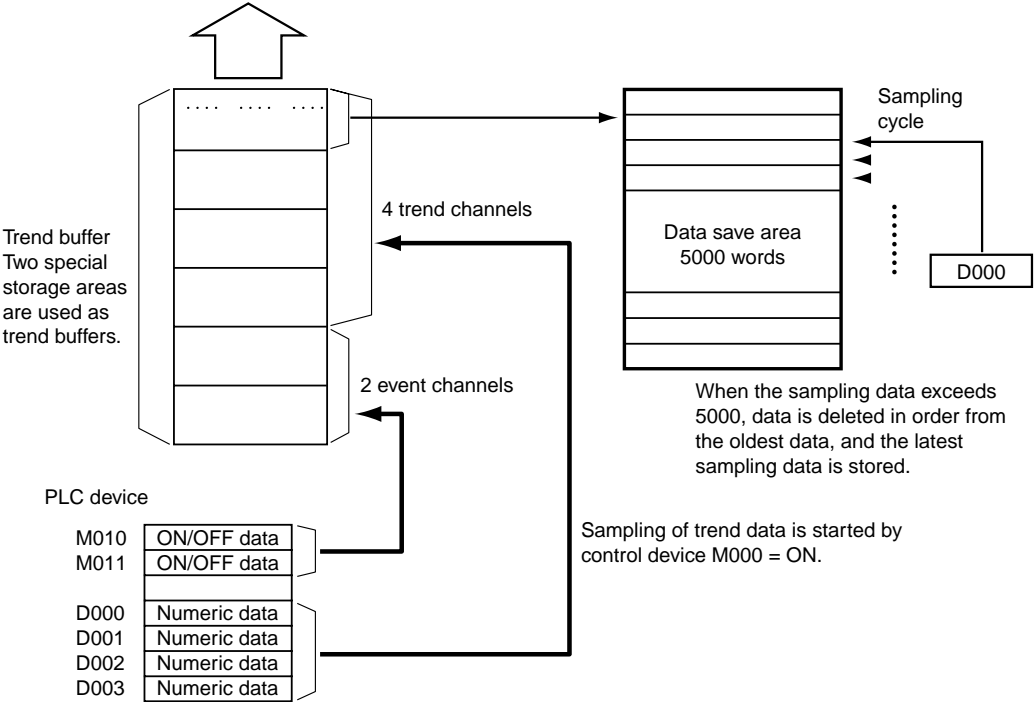 .... .... ....
Sampling
cycle
4 trend channels
Trend buffer
Two special
storage areas
are used as
trend buffers.
Data save area
5000 words
D000
2 event channels
When the sampling data exceeds
5000, data is deleted in order from
the oldest data, and the latest
sampling data is stored.
PLC device
M010 ON/OFF data
M011 ON/OFF data
Sampling of trend data is started by
control device M000 = ON.
D000 Numeric data
D001 Numeric data
D002 Numeric data
D003 Numeric data